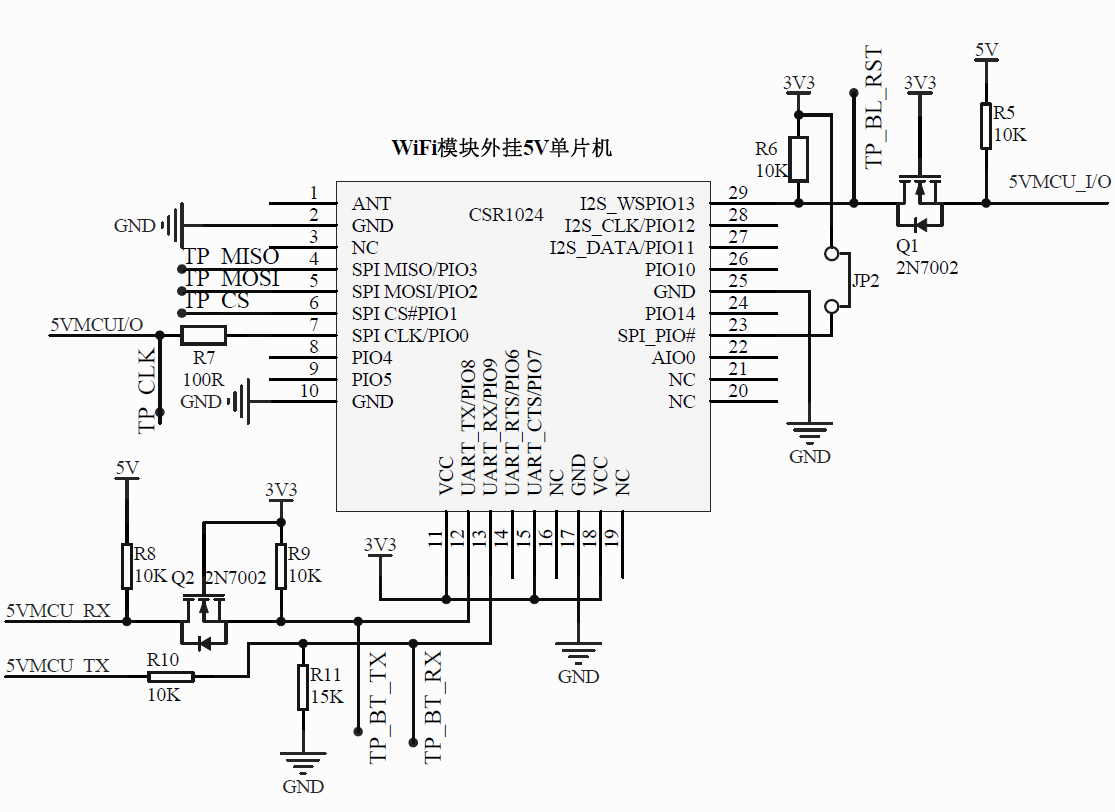 WiFi模块外挂5V单片机
CSR1024
1 ANT
2 GND
3 NC
4 SPI MISO/PIO3
5 SPI MOSI/PIO2
6 SPI CS#PIO1
7 SPI CLK/PIO0
8 PIO4
9 PIO5
10 GND
I2S_WSPIO13 29
I2S_CLK/PIO12 28
I2S_DATA/PIO11 27
PIO10 26
GND 25
PIO14 24
SPI_PIO# 23
AIO0 22
NC 21
NC 20
VCC 11
UART_TX/PIO8 12
UART_RX/PIO9 13
UART_RTS/PIO6 14
UART_CTS/PIO7 15
NC 16
GND 17
VCC 18
NC 19
GND
TP_MISO
TP_MOSI
TP_CS
5VMCUI/O
R7
100R
TP_CLK
GND
3V3
R6
10K
TP_BL_RST
3V3
5V
R5
10K
5VMCU_I/O
Q1
2N7002
JP2
GND
5V
R8
10K
Q2 2N7002
3V3
R9
10K
5VMCU_RX
5VMCU_TX
R10
10K
R11
15K
GND
TP_BT_TX
TP_BT_RX
3V3
GND